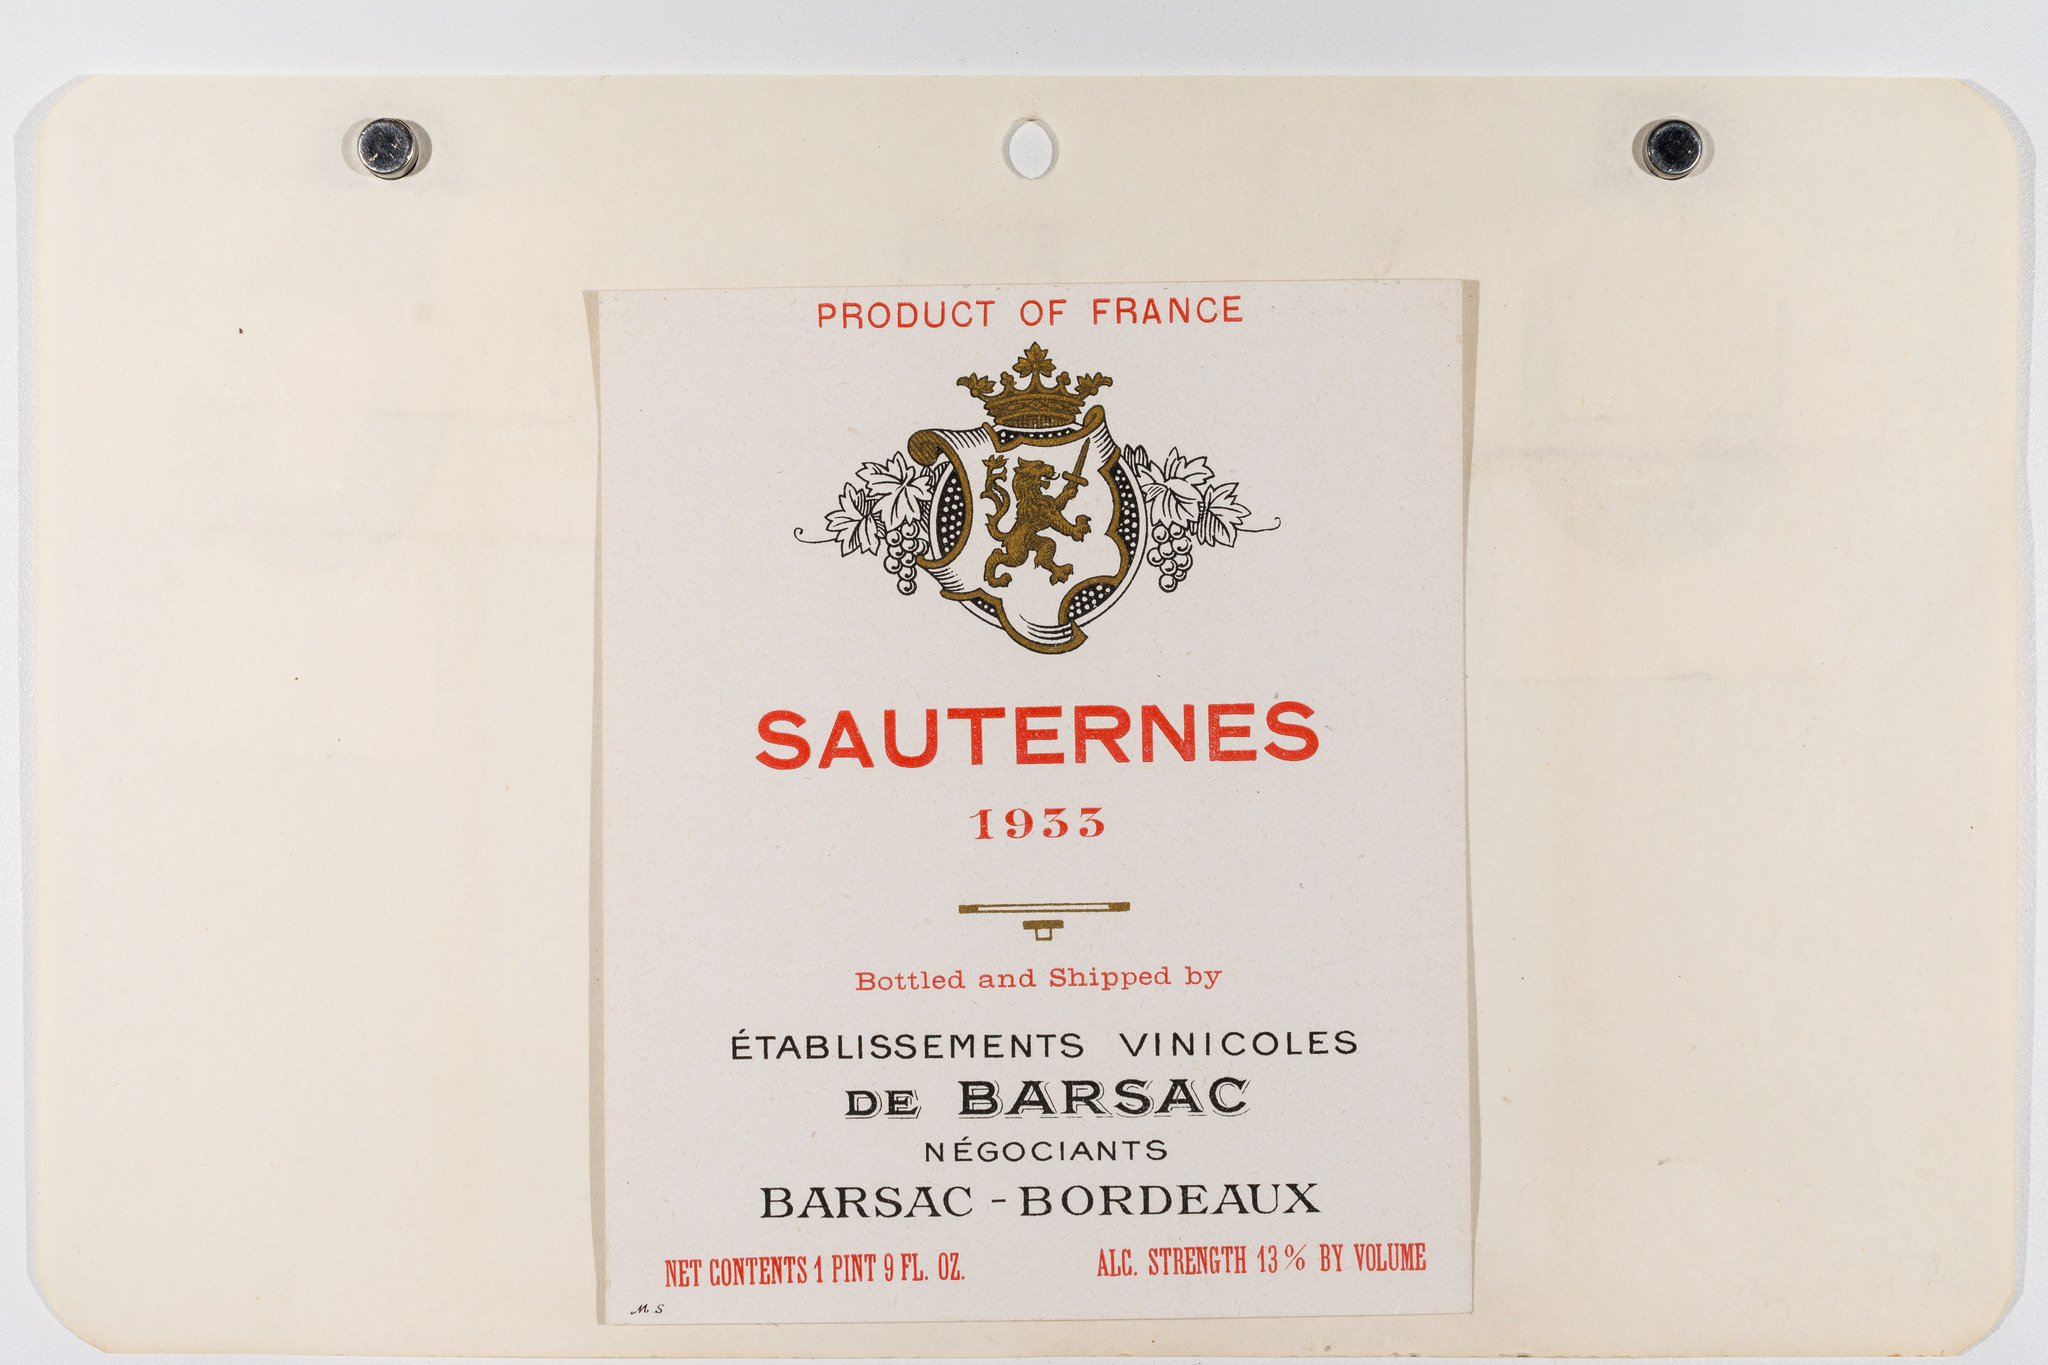 PRODUCT OF FRANCE
SAUTERNES
1933
Bottled and Shipped by
ÉTABLISSEMENTS VINICOLES
DE BARSAC
NÉGOCIANTS
BARSAC - BORDEAUX
NET CONTENTS 1 PINT 9 FL. OZ.
ALC. STRENGTH 13% BY VOLUME
M. S